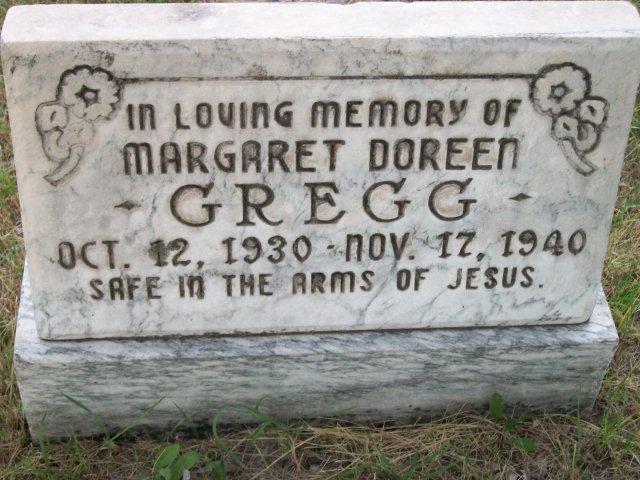 IN LOVING MEMORY OF
MARGARET DOREEN
GREGG
OCT. 12, 1930 - NOV. 17, 1940
SAFE IN THE ARMS OF JESUS.